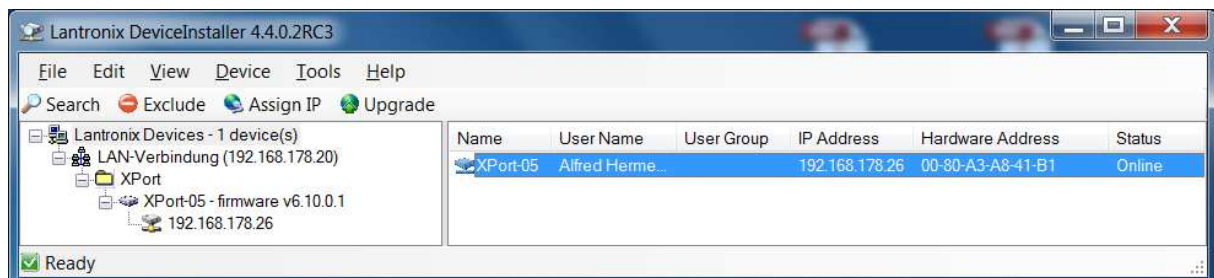 Lantronix DeviceInstaller 4.4.0.2RC3
File Edit View Device Tools Help
Search Exclude Assign IP Upgrade
Lantronix Devices - 1 device(s)
LAN-Verbindung (192.168.178.20)
XPort
XPort-05 - firmware v6.10.0.1
192.168.178.26
Name User Name User Group IP Address Hardware Address Status
XPort-05 Alfred Herme... 192.168.178.26 00-80-A3-A8-41-B1 Online
Ready